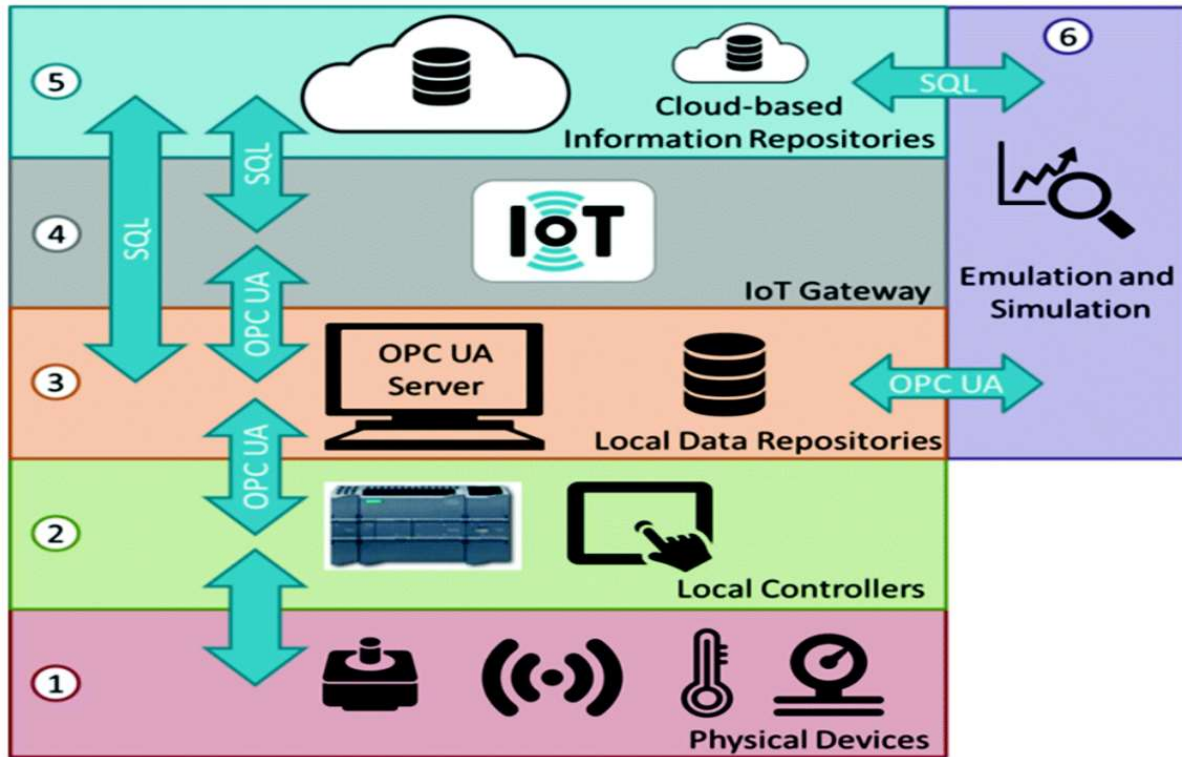 5
Cloud-based
Information Repositories
SQL
6
SQL
SQL
4
IoT
IoT Gateway
Emulation and
Simulation
OPC UA
3
OPC UA
Server
Local Data Repositories
OPC UA
OPC UA
2
Local Controllers
1
Physical Devices